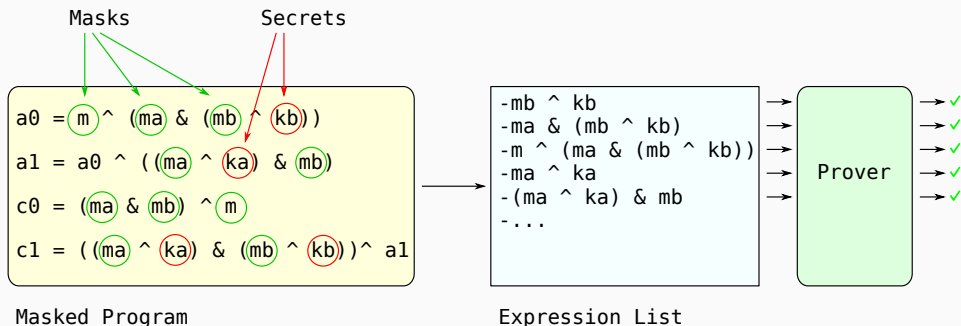 Masks
Secrets
a0 = m ^ (ma & (mb ^ kb))
a1 = a0 ^ ((ma ^ ka) & mb)
c0 = (ma & mb) ^ m
c1 = ((ma ^ ka) & (mb ^ kb))^ a1
Masked Program
-mb ^ kb
-ma & (mb ^ kb)
-m ^ (ma & (mb ^ kb))
-ma ^ ka
-(ma ^ ka) & mb
-...
Expression List
Prover